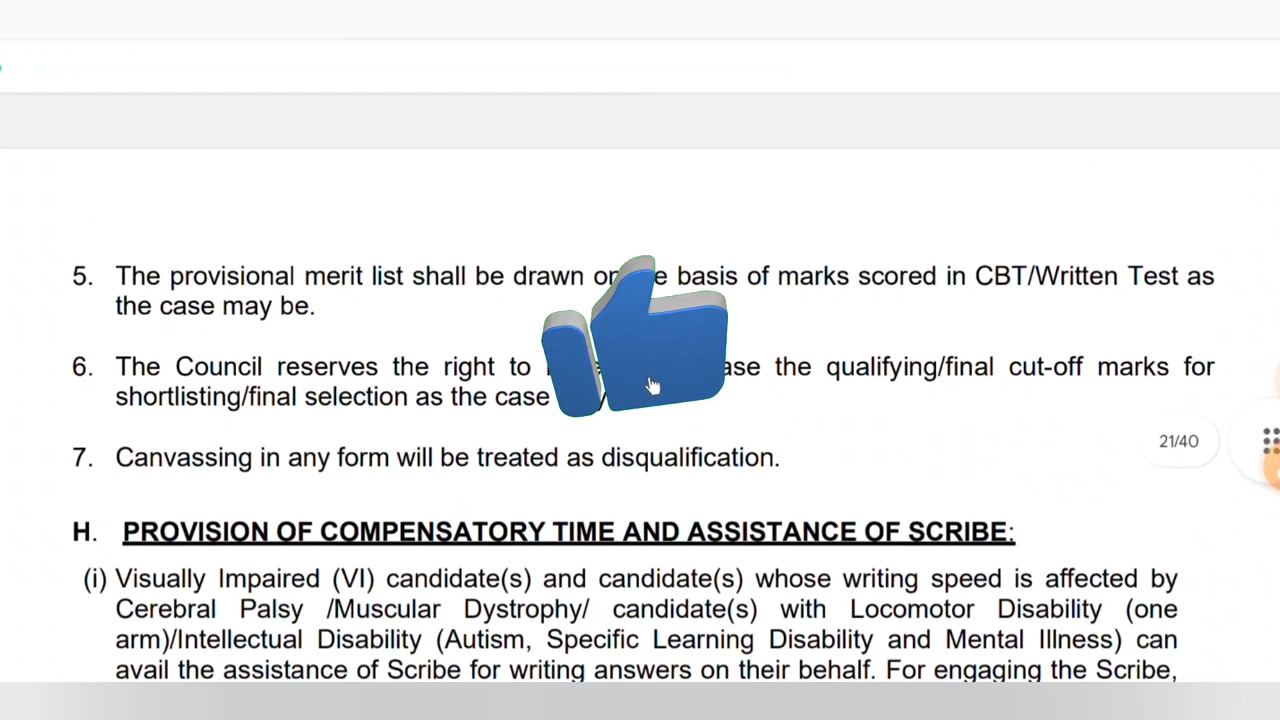 5. The provisional merit list shall be drawn basis of marks scored in CBT/Written Test as
the case may be.
6. The Council reserves the right to the qualifying/final cut-off marks for
shortlisting/final selection as the case
7. Canvassing in any form will be treated as disqualification.
21/40
H. PROVISION OF COMPENSATORY TIME AND ASSISTANCE OF SCRIBE:
(i) Visually Impaired (VI) candidate(s) and candidate(s) whose writing speed is affected by
Cerebral Palsy /Muscular Dystrophy/ candidate(s) with Locomotor Disability (one
arm)/Intellectual Disability (Autism, Specific Learning Disability and Mental Illness) can
avail the assistance of Scribe for writing answers on their behalf. For engaging the Scribe,